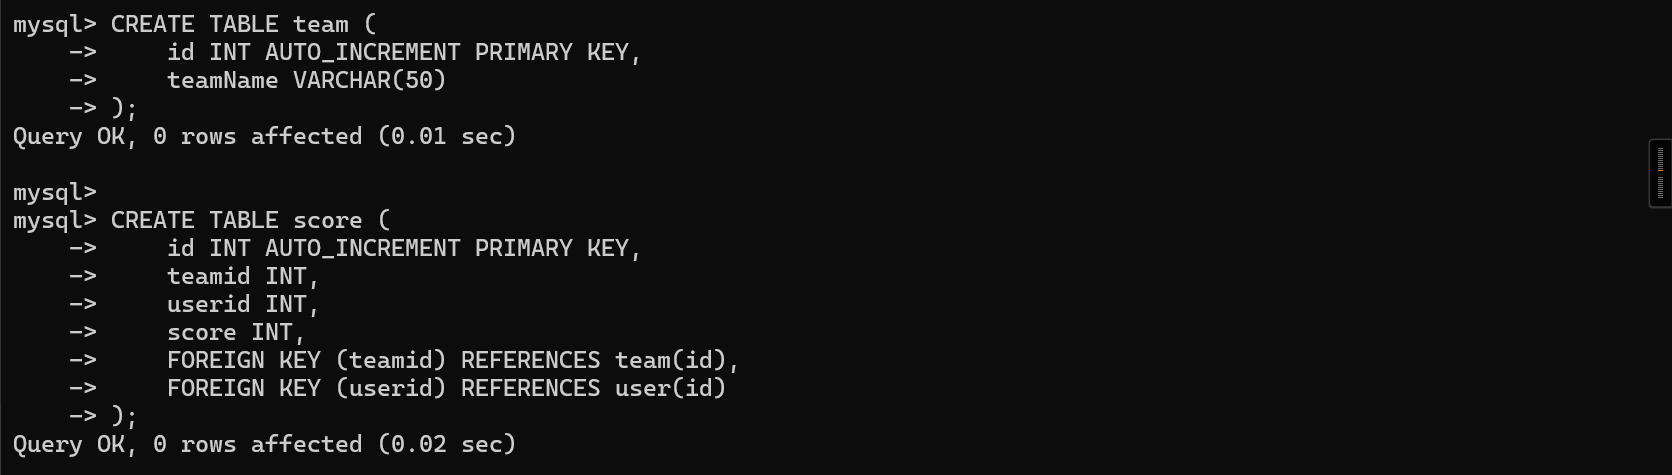 mysql> CREATE TABLE team (
    ->     id INT AUTO_INCREMENT PRIMARY KEY,
    ->     teamName VARCHAR(50)
    -> );
Query OK, 0 rows affected (0.01 sec)

mysql>
mysql> CREATE TABLE score (
    ->     id INT AUTO_INCREMENT PRIMARY KEY,
    ->     teamid INT,
    ->     userid INT,
    ->     score INT,
    ->     FOREIGN KEY (teamid) REFERENCES team(id),
    ->     FOREIGN KEY (userid) REFERENCES user(id)
    -> );
Query OK, 0 rows affected (0.02 sec)